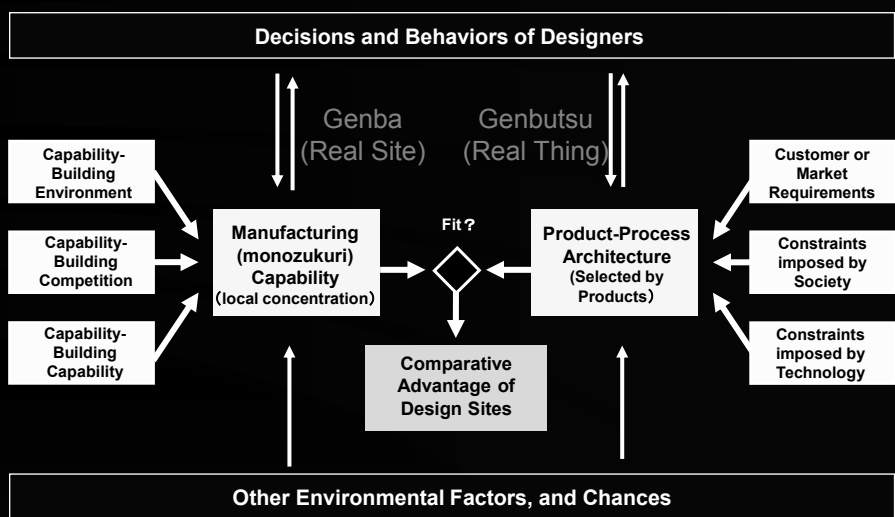 Decisions and Behaviors of Designers
Genba
(Real Site)
Genbutsu
(Real Thing)
Capability-
Building
Environment
Capability-
Building
Competition
Capability-
Building
Capability
Manufacturing
(monozukuri)
Capability
(local concentration)
Fit?
Product-Process
Architecture
(Selected by
Products)
Customer or
Market
Requirements
Constraints
imposed by
Society
Constraints
imposed by
Technology
Comparative
Advantage of
Design Sites
Other Environmental Factors, and Chances